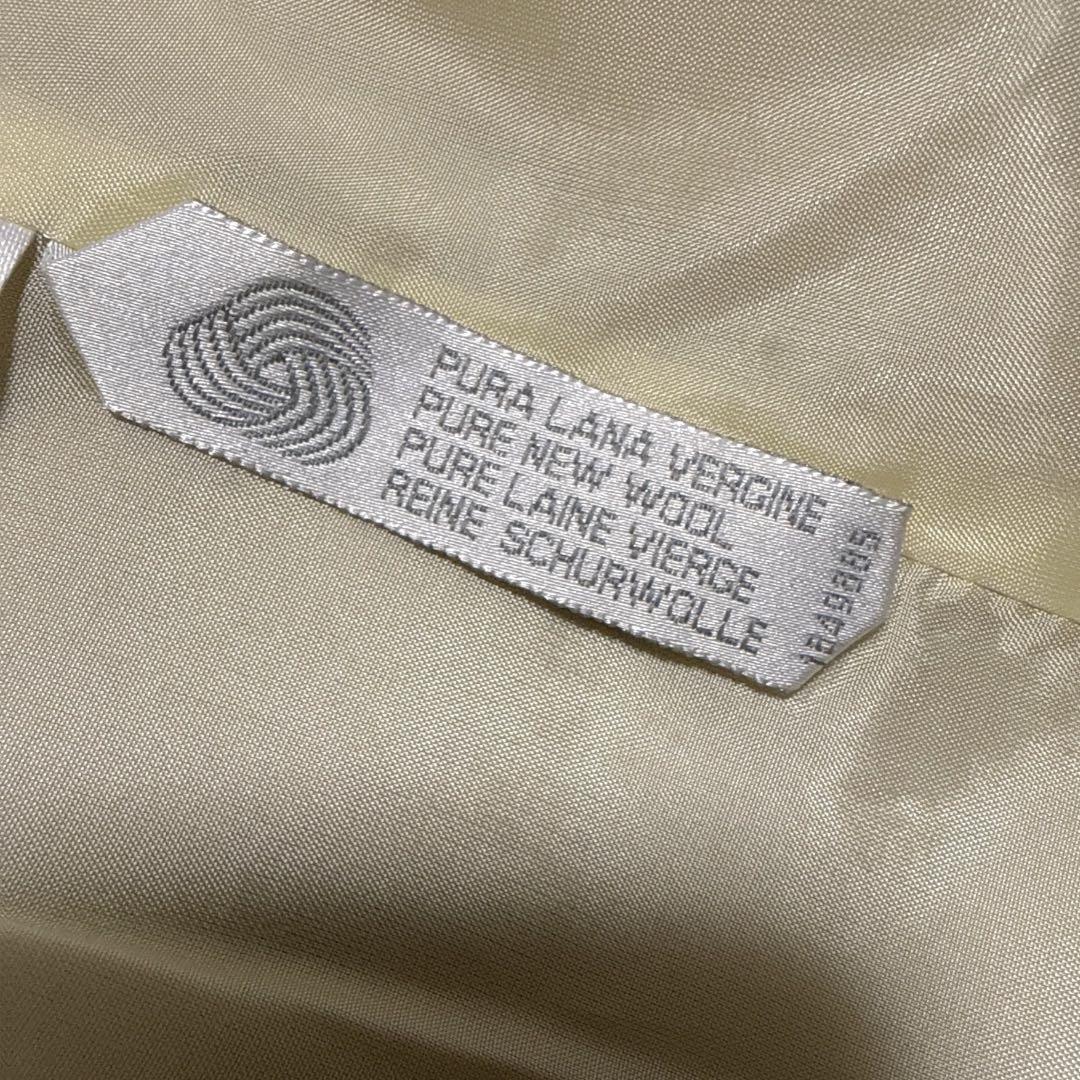 PURA LANA VERGINE
PURE NEW WOOL
PURE LAINE VIERGE
REINE SCHURWOLLE